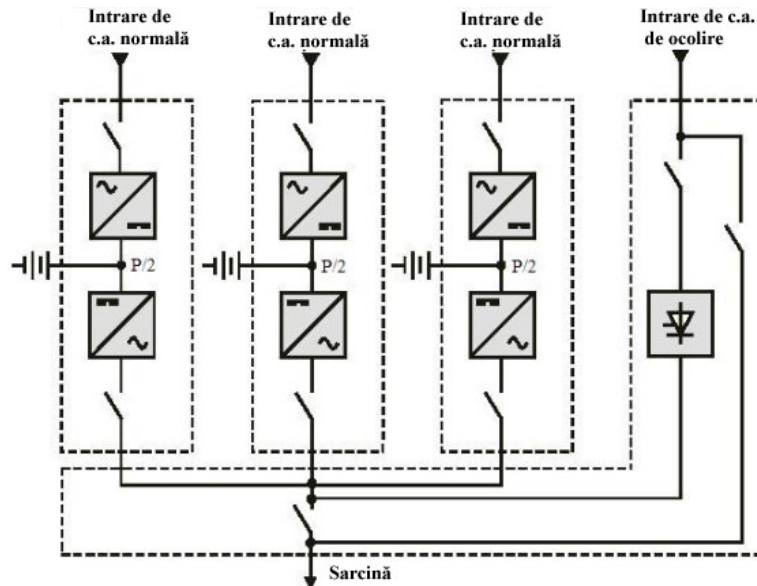 Intrare de
c.a. normală
Intrare de
c.a. normală
Intrare de
c.a. normală
Intrare de c.a.
de ocolire
P/2
P/2
P/2
Sarcină